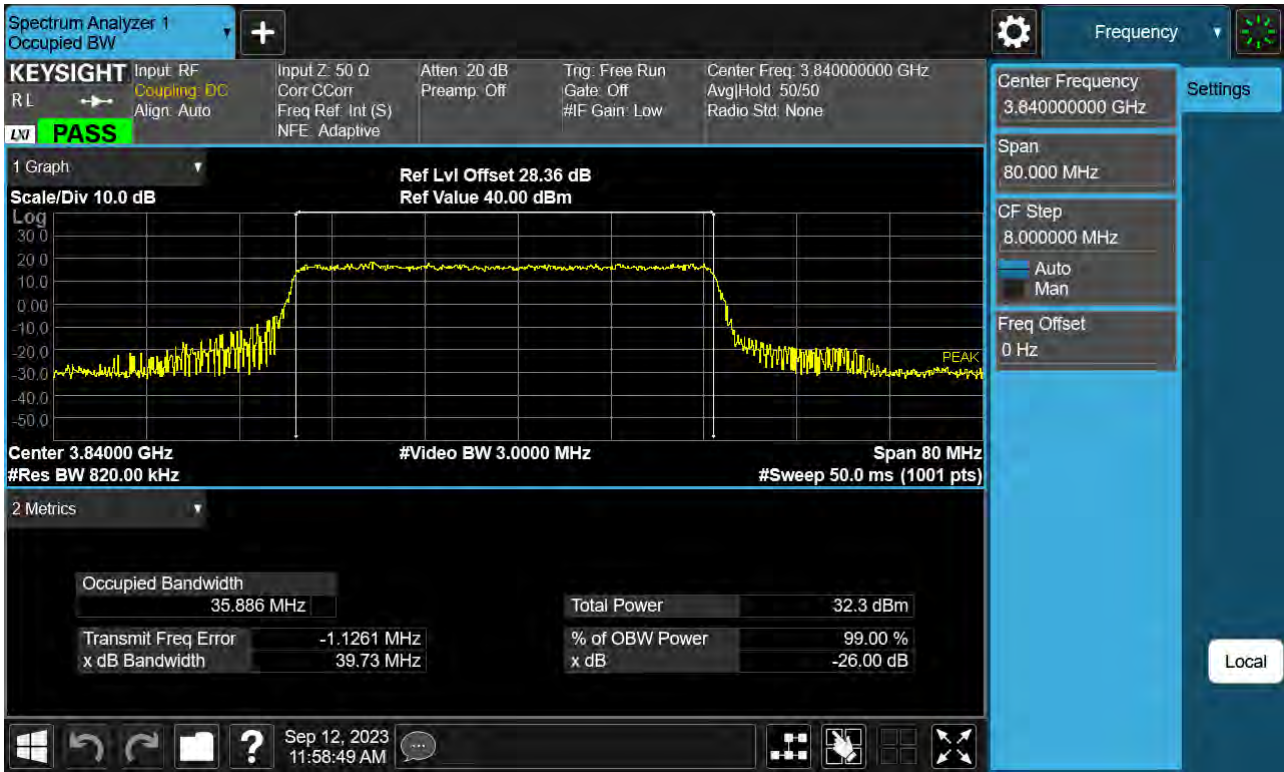 Spectrum Analyzer 1
Occupied BW
Frequency
KEYSIGHT
RL
LXI
PASS
Input: RF
Coupling: DC
Align: Auto
Input Z: 50 Ω
Corr CCorr
Freq Ref: Int (S)
NFE: Adaptive
Atten: 20 dB
Preamp: Off
Trig: Free Run
Gate: Off
#IF Gain: Low
Center Freq: 3.840000000 GHz
Avg|Hold: 50/50
Radio Std: None
Center Frequency
3.840000000 GHz
Settings
Span
80.000 MHz
CF Step
8.000000 MHz
Auto
Man
Freq Offset
0 Hz
1 Graph
Ref Lvl Offset 28.36 dB
Scale/Div 10.0 dB
Ref Value 40.00 dBm
Log
30.0
20.0
10.0
0.00
-10.0
-20.0
-30.0
-40.0
-50.0
PEAK
Center 3.84000 GHz
#Video BW 3.0000 MHz
Span 80 MHz
#Res BW 820.00 kHz
#Sweep 50.0 ms (1001 pts)
2 Metrics
Occupied Bandwidth
35.886 MHz
Total Power 32.3 dBm
Transmit Freq Error -1.1261 MHz
% of OBW Power 99.00 %
x dB Bandwidth 39.73 MHz
x dB -26.00 dB
Local
Sep 12, 2023
11:58:49 AM